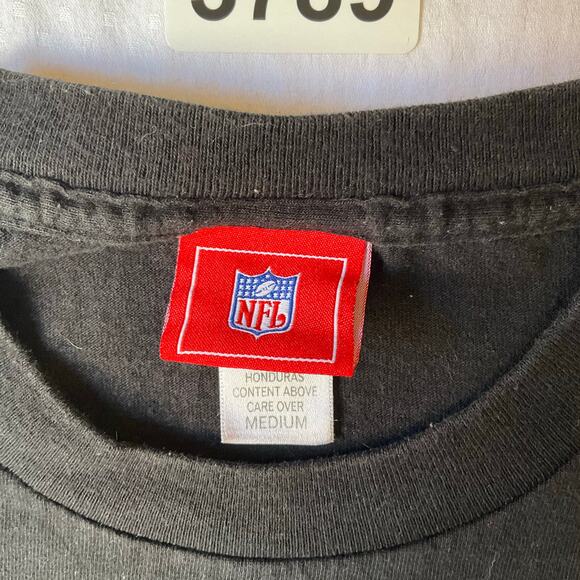 NFL
HONDURAS
CONTENT ABOVE
CARE OVER
MEDIUM